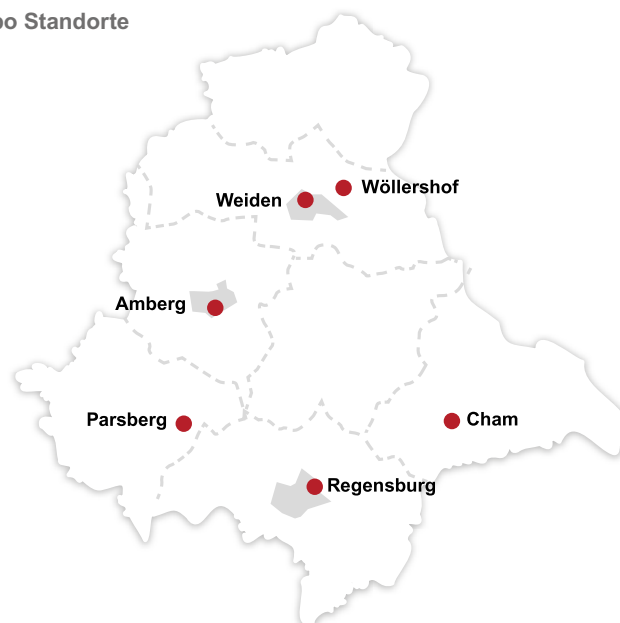 Standorte
Wöllershof
Weiden
Amberg
Parsberg
Cham
Regensburg